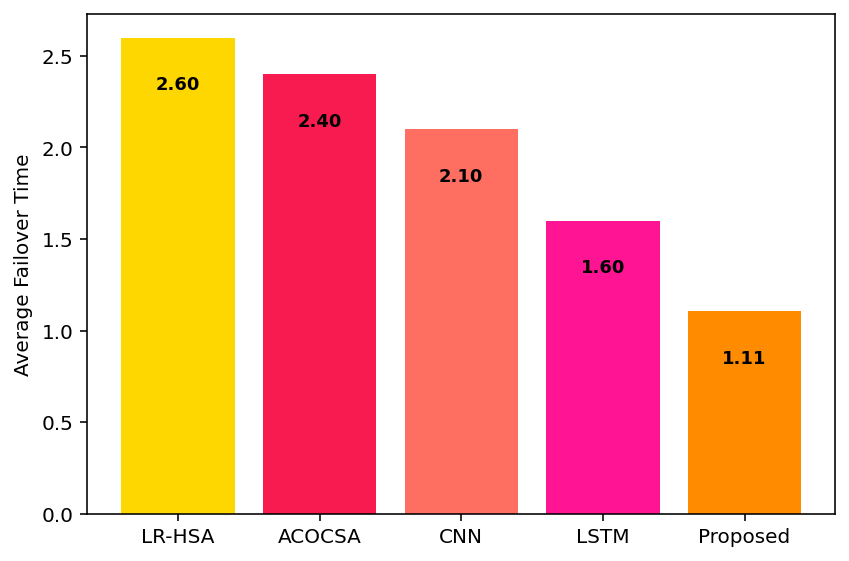 Average Failover Time
2.5
2.0
1.5
1.0
0.5
0.0
2.60
2.40
2.10
1.60
1.11
LR-HSA
ACOCSA
CNN
LSTM
Proposed